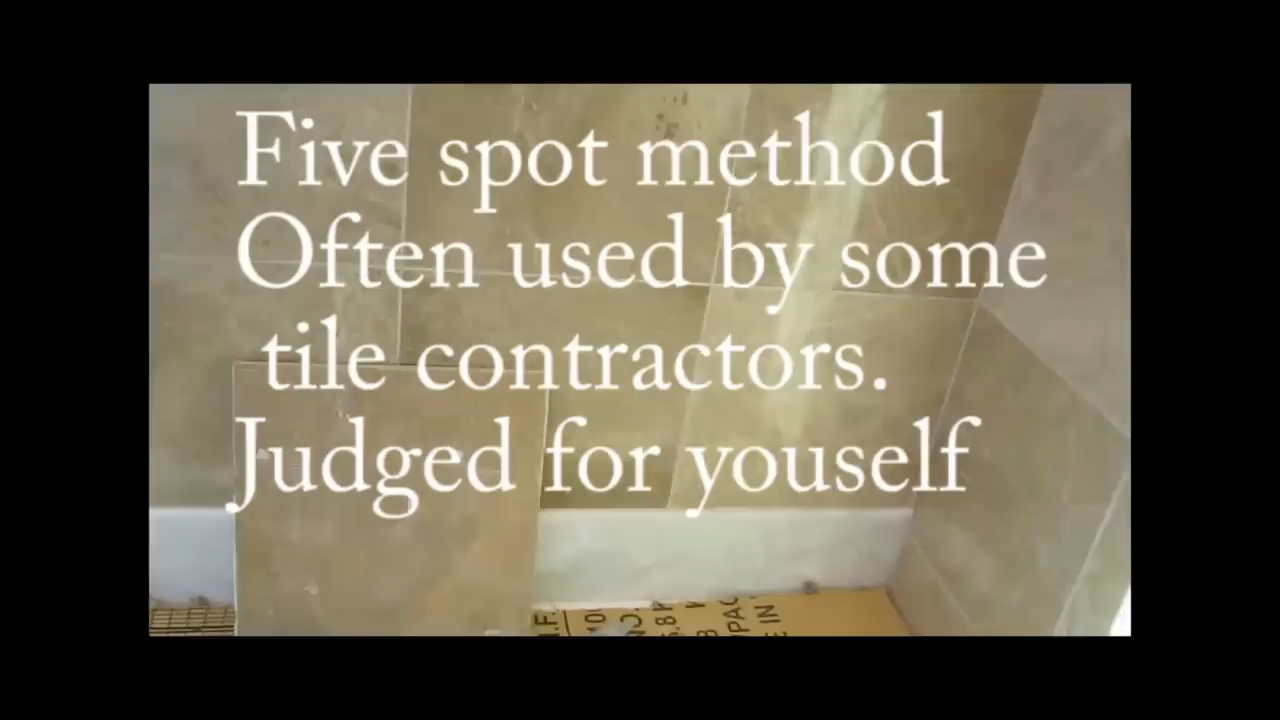 Five spot method
Often used by some
tile contractors.
Judged for youself